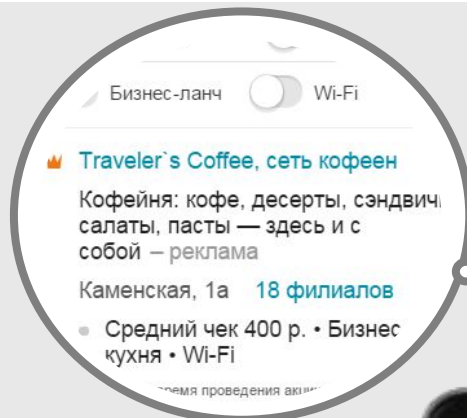 Бизнес-ланч Wi-Fi
Traveler`s Coffee, сеть кофеен
Кофейня: кофе, десерты, сэндвич
салаты, пасты — здесь и с
собой – реклама
Каменская, 1а 18 филиалов
Средний чек 400 р. • Бизнес
кухня • Wi-Fi
время проведения акции